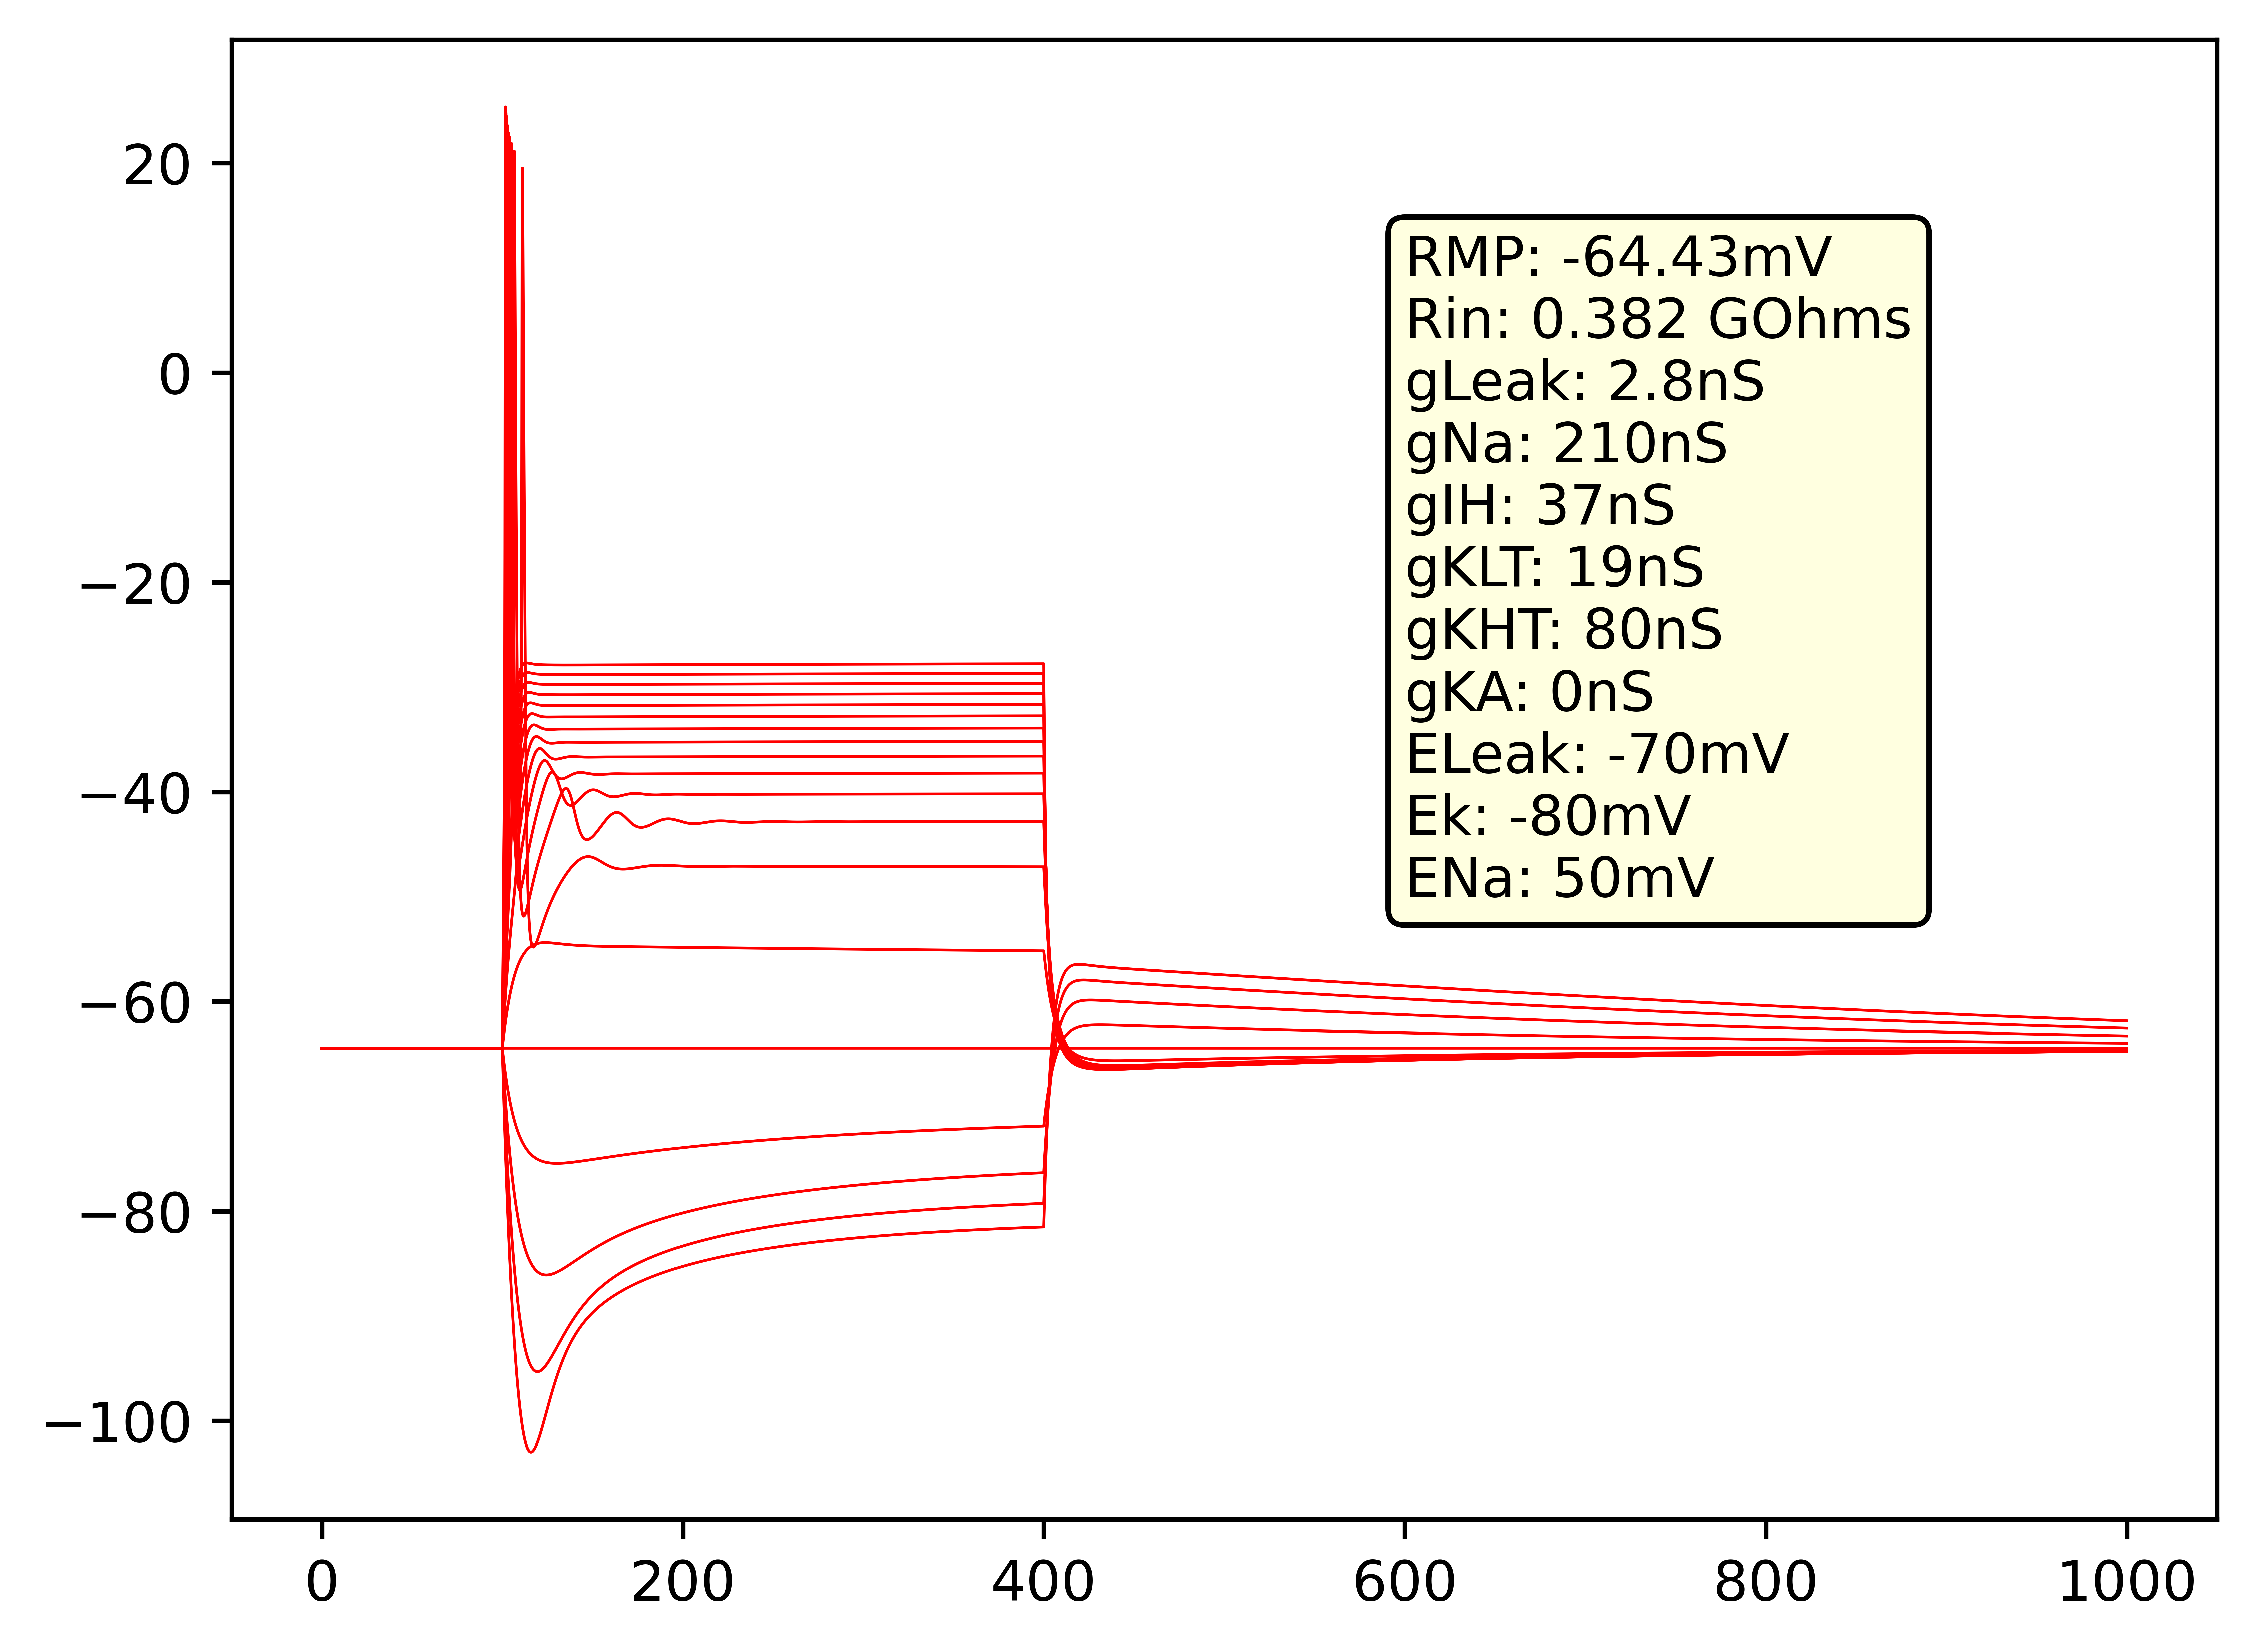 20
0
−20
−40
−60
−80
−100
0
200
400
600
800
1000
RMP: -64.43mV
Rin: 0.382 GOhms
gLeak: 2.8nS
gNa: 210nS
gIH: 37nS
gKLT: 19nS
gKHT: 80nS
gKA: 0nS
ELeak: -70mV
Ek: -80mV
ENa: 50mV